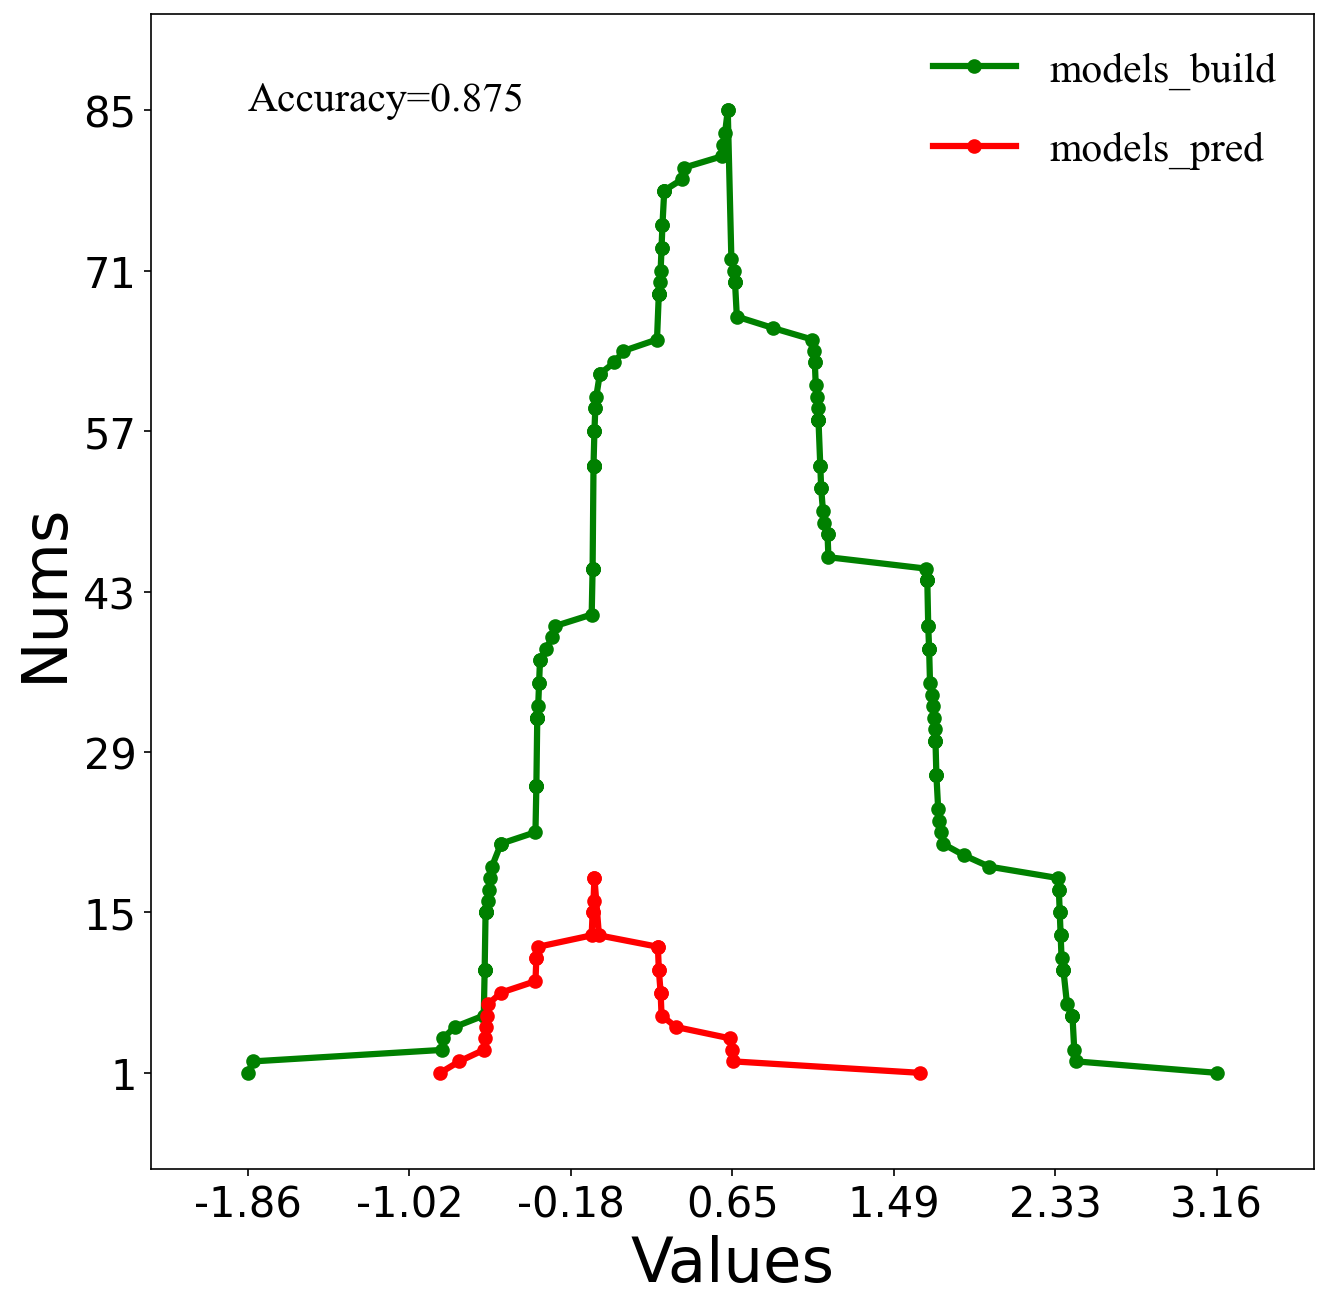 Accuracy=0.875
models_build
models_pred
85
71
57
43
29
15
1
Nums
-1.86 -1.02 -0.18 0.65 1.49 2.33 3.16
Values